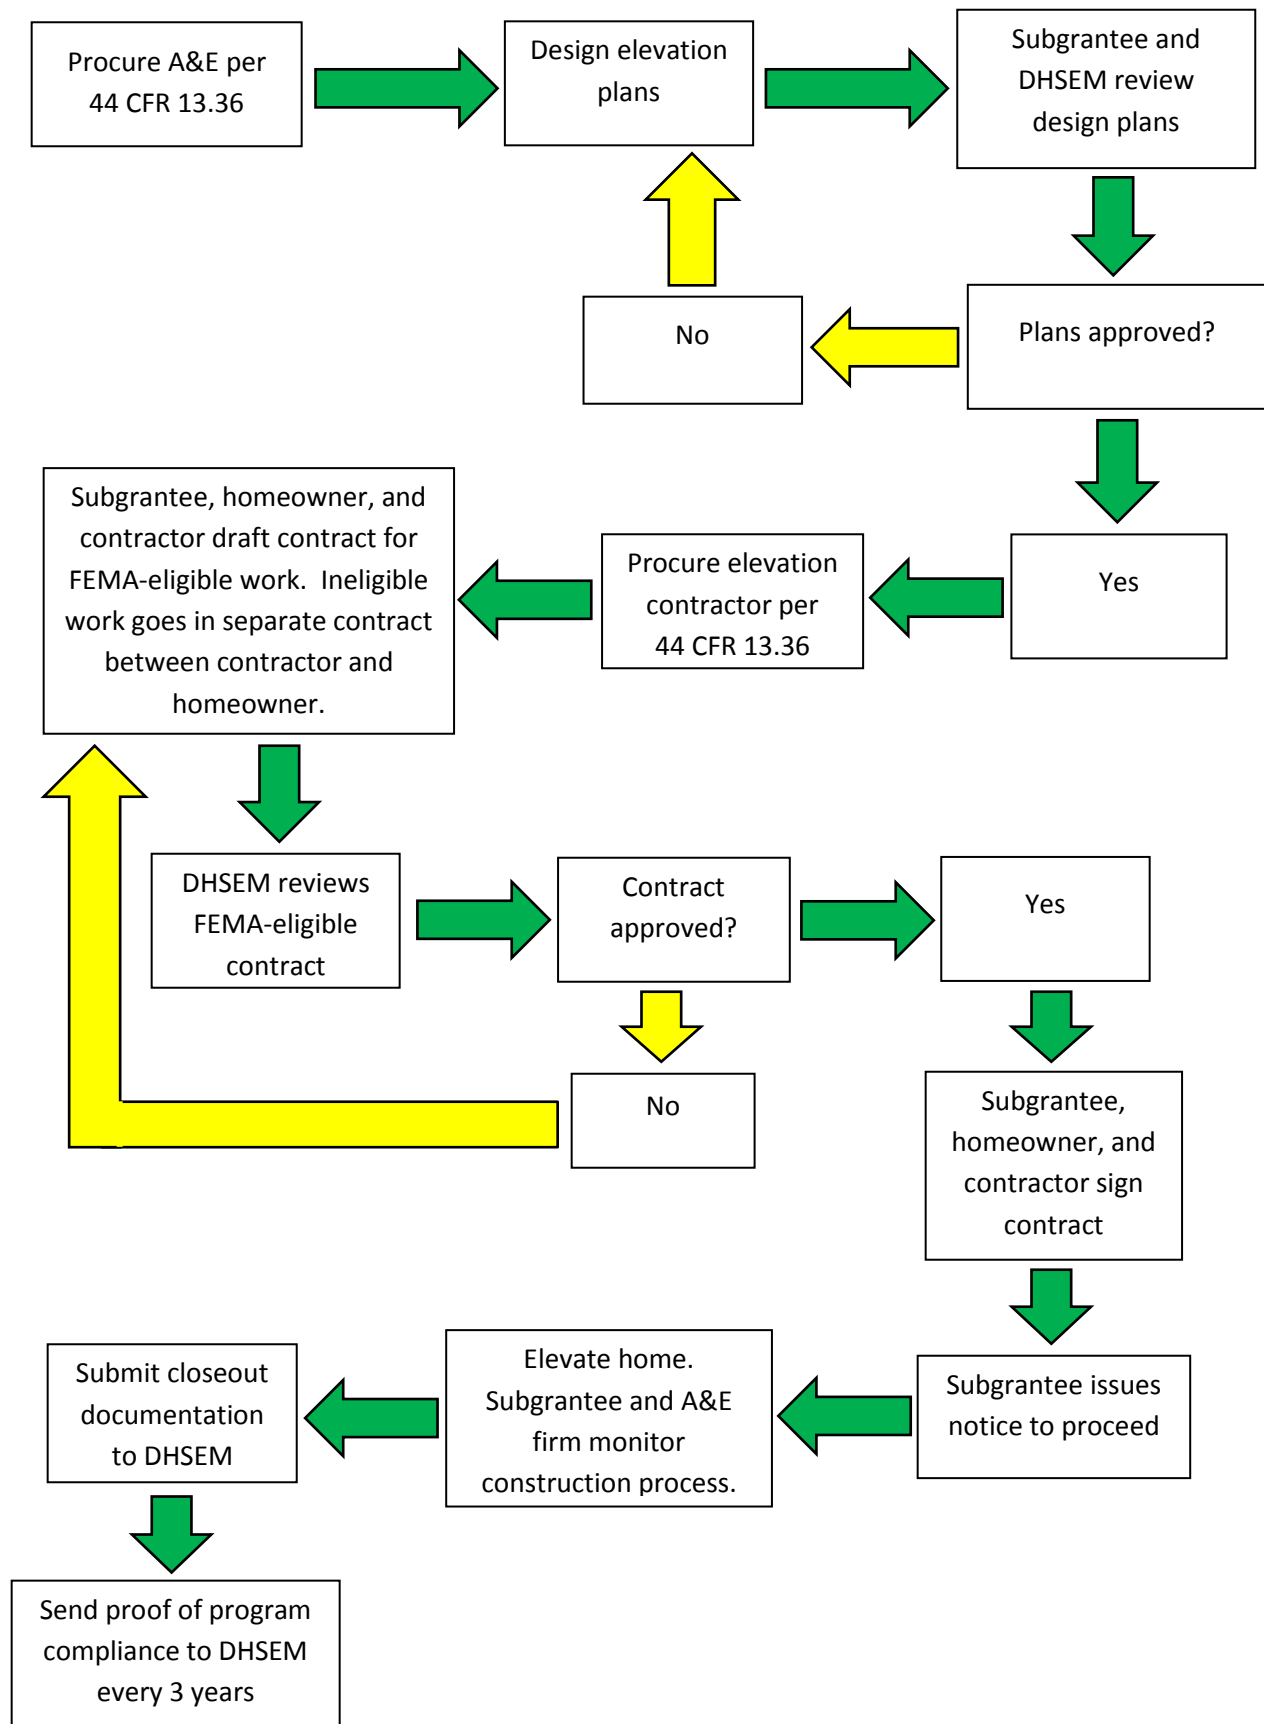 Procure A&E per
44 CFR 13.36
Design elevation
plans
Subgrantee and
DHSEM review
design plans
Plans approved?
No
Yes
Procure elevation
contractor per
44 CFR 13.36
Subgrantee, homeowner, and
contractor draft contract for
FEMA-eligible work.  Ineligible
work goes in separate contract
between contractor and
homeowner.
DHSEM reviews
FEMA-eligible
contract
Contract
approved?
Yes
No
Subgrantee,
homeowner, and
contractor sign
contract
Subgrantee issues
notice to proceed
Elevate home.
Subgrantee and A&E
firm monitor
construction process.
Submit closeout
documentation
to DHSEM
Send proof of program
compliance to DHSEM
every 3 years